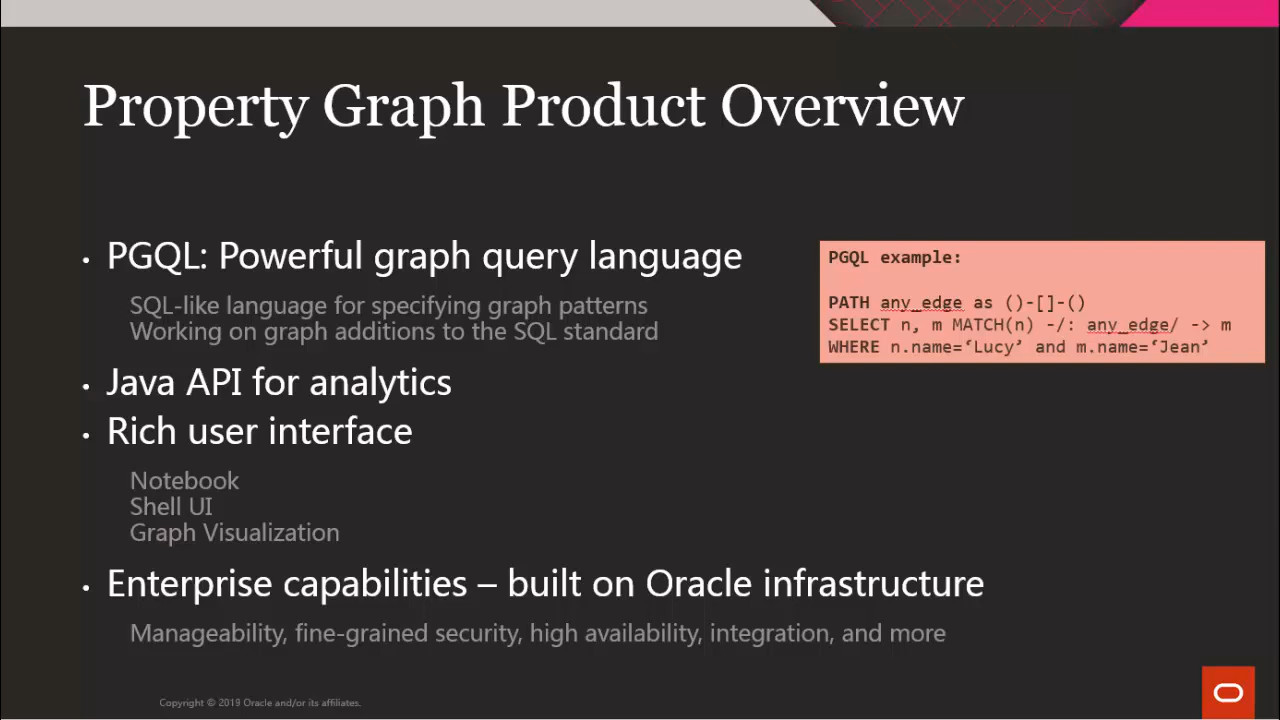 Property Graph Product Overview
• PGQL: Powerful graph query language
SQL-like language for specifying graph patterns
Working on graph additions to the SQL standard
• Java API for analytics
• Rich user interface
Notebook
Shell UI
Graph Visualization
• Enterprise capabilities – built on Oracle infrastructure
Manageability, fine-grained security, high availability, integration, and more
PGQL example:
PATH any_edge as ()-[]-()
SELECT n, m MATCH(n) -/: any_edge/ -> m
WHERE n.name=‘Lucy’ and m.name=‘Jean’
Copyright © 2019 Oracle and/or its affiliates.